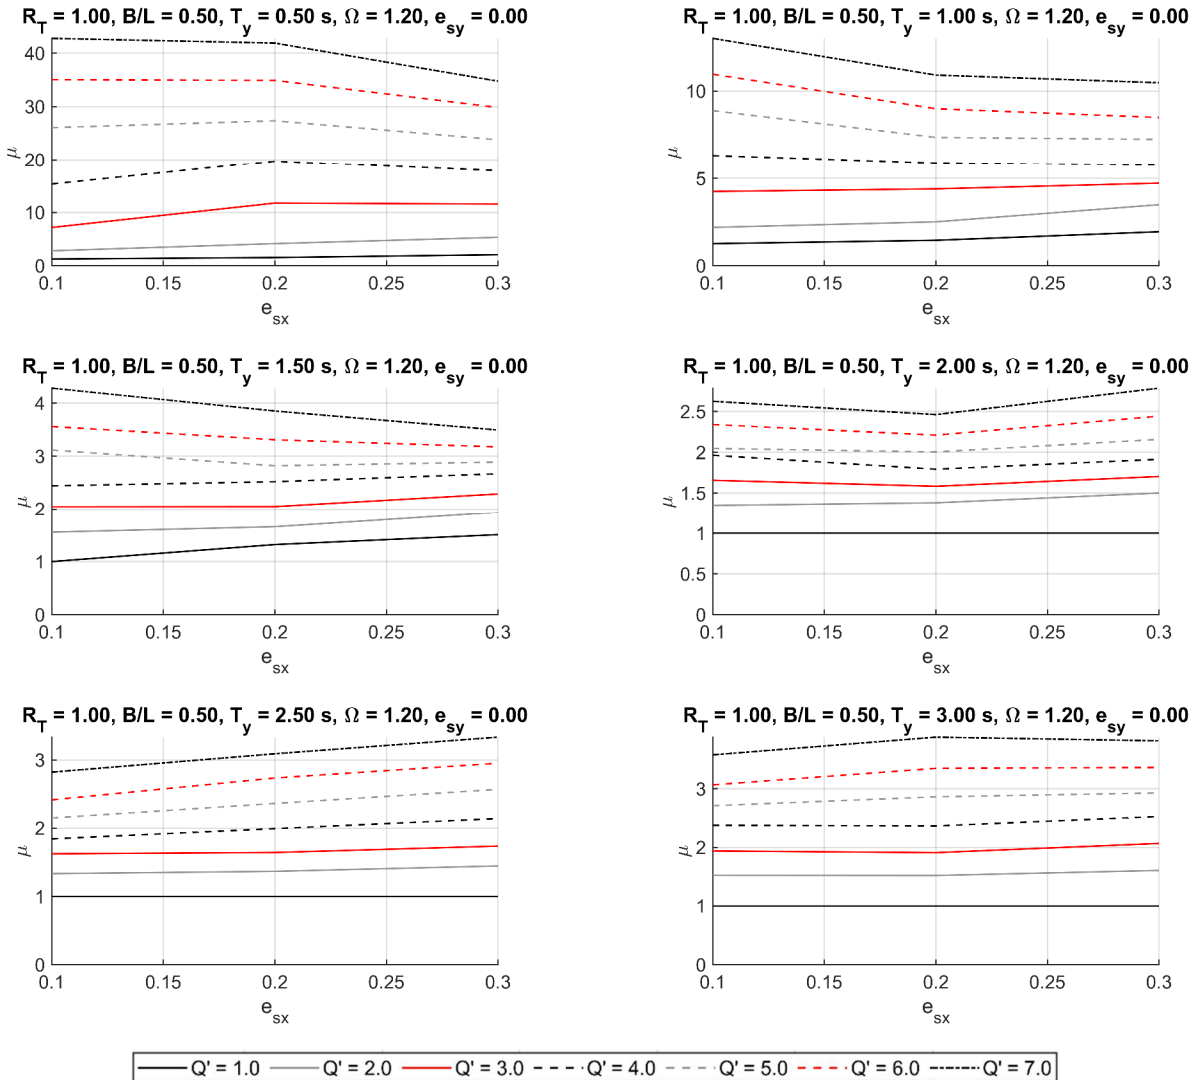 R_T = 1.00, B/L = 0.50, T_y = 0.50 s, Ω = 1.20, e_sy = 0.00
40
30
20
10
0
μ
0.1 0.15 0.2 0.25 0.3
e_sx
R_T = 1.00, B/L = 0.50, T_y = 1.00 s, Ω = 1.20, e_sy = 0.00
10
5
0
μ
0.1 0.15 0.2 0.25 0.3
e_sx
R_T = 1.00, B/L = 0.50, T_y = 1.50 s, Ω = 1.20, e_sy = 0.00
4
3
2
1
0
μ
0.1 0.15 0.2 0.25 0.3
e_sx
R_T = 1.00, B/L = 0.50, T_y = 2.00 s, Ω = 1.20, e_sy = 0.00
2.5
2
1.5
1
0.5
0
μ
0.1 0.15 0.2 0.25 0.3
e_sx
R_T = 1.00, B/L = 0.50, T_y = 2.50 s, Ω = 1.20, e_sy = 0.00
3
2
1
0
μ
0.1 0.15 0.2 0.25 0.3
e_sx
R_T = 1.00, B/L = 0.50, T_y = 3.00 s, Ω = 1.20, e_sy = 0.00
3
2
1
0
μ
0.1 0.15 0.2 0.25 0.3
e_sx
Q' = 1.0 Q' = 2.0 Q' = 3.0 Q' = 4.0 Q' = 5.0 Q' = 6.0 Q' = 7.0